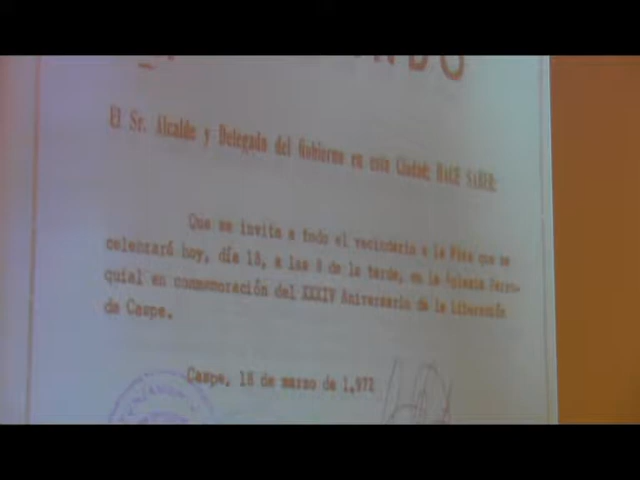 NDO
El Sr. Alcalde y Delegado del Gobierno en esta Ciudad; HACE SABER:
Que se invita a todo el vecindario a la Misa que se
celebrará hoy, día 18, a las 8 de la tarde, en la Iglesia Parro-
quial en conmemoración del XXXIV Aniversario de la Liberación
de Caspe.
Caspe, 18 de marzo de 1.972